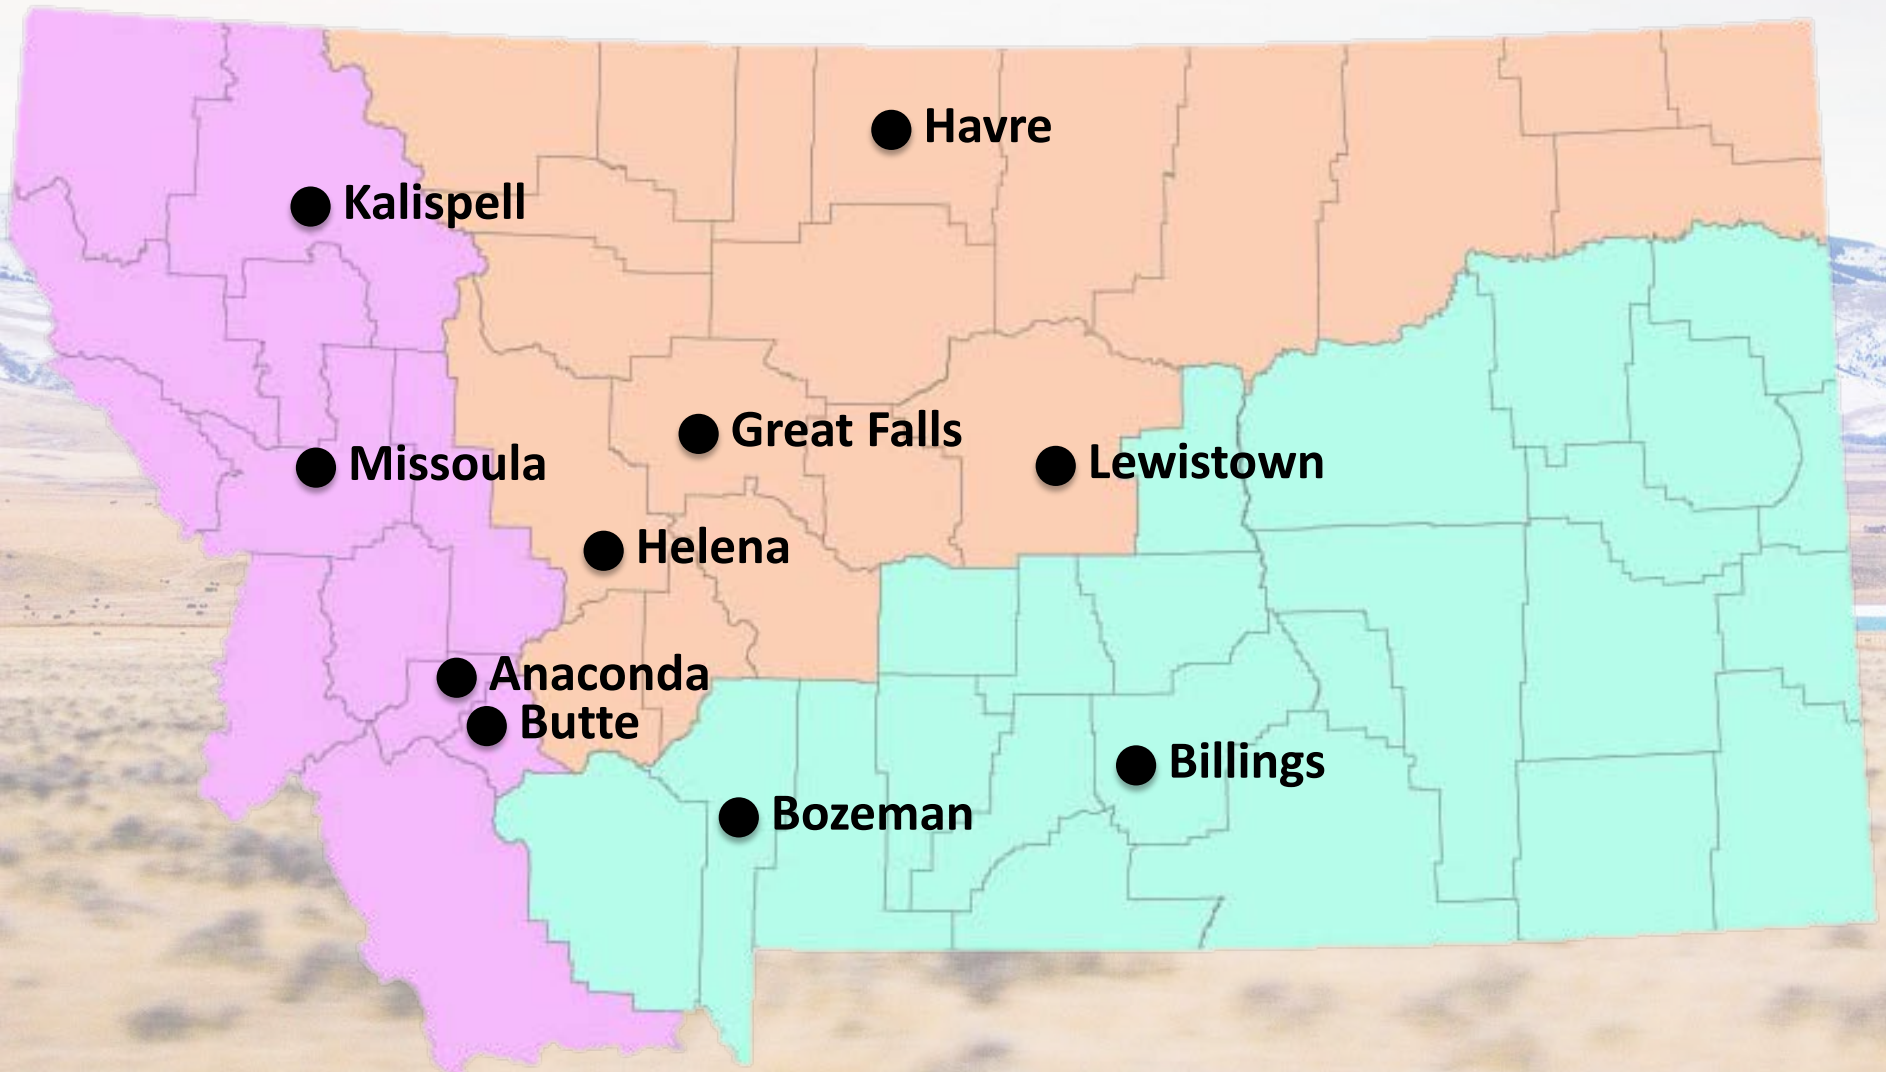 Havre
Kalispell
Great Falls
Lewistown
Missoula
Helena
Anaconda
Butte
Billings
Bozeman